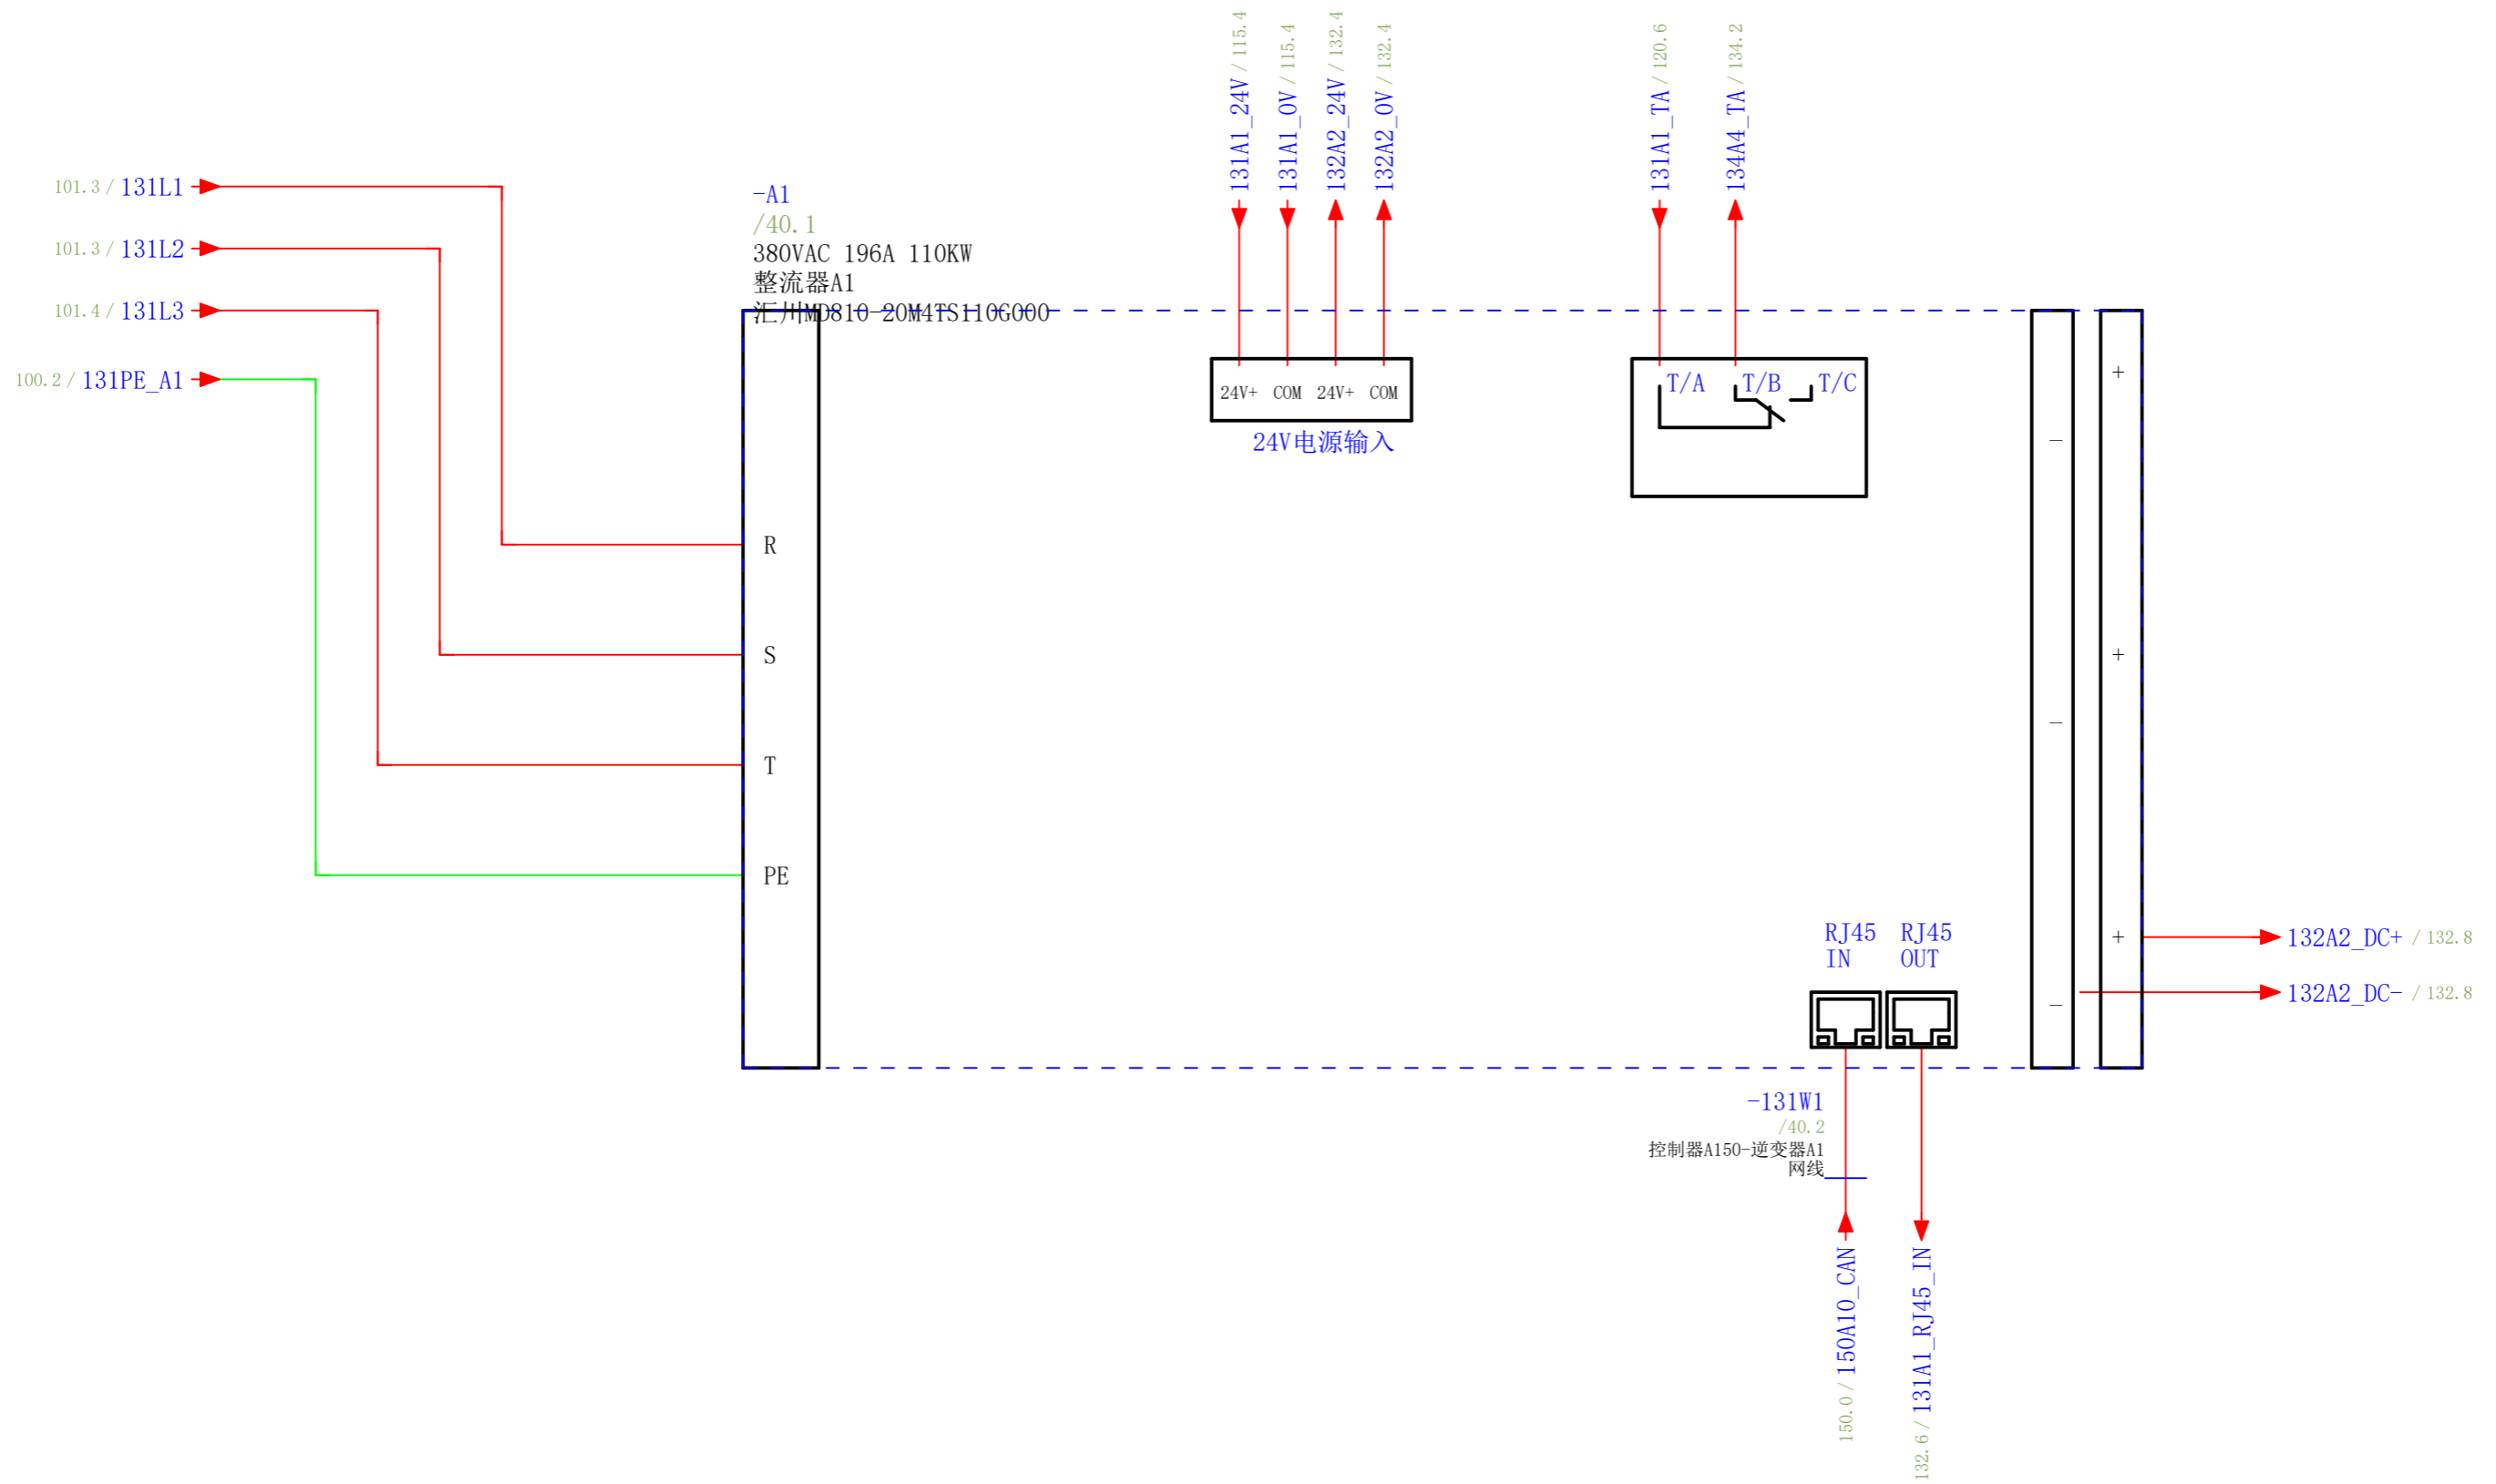 131A1_24V / 115.4
131A1_0V / 115.4
132A2_24V / 132.4
132A2_0V / 132.4
131A1_TA / 120.6
134A4_TA / 134.2
101.3 / 131L1
101.3 / 131L2
101.4 / 131L3
100.2 / 131PE_A1
-A1
/40.1
380VAC 196A 110KW
整流器A1
汇川MD810-20M4TS110G000
24V+ COM 24V+ COM
24V电源输入
T/A T/B T/C
R
S
T
PE
+
-
+
-
+
-
132A2_DC+ / 132.8
132A2_DC- / 132.8
RJ45 IN
RJ45 OUT
-131W1
/40.2
控制器A150-逆变器A1
网线
150.0 / 150A10_CAN
132.6 / 131A1_RJ45_IN